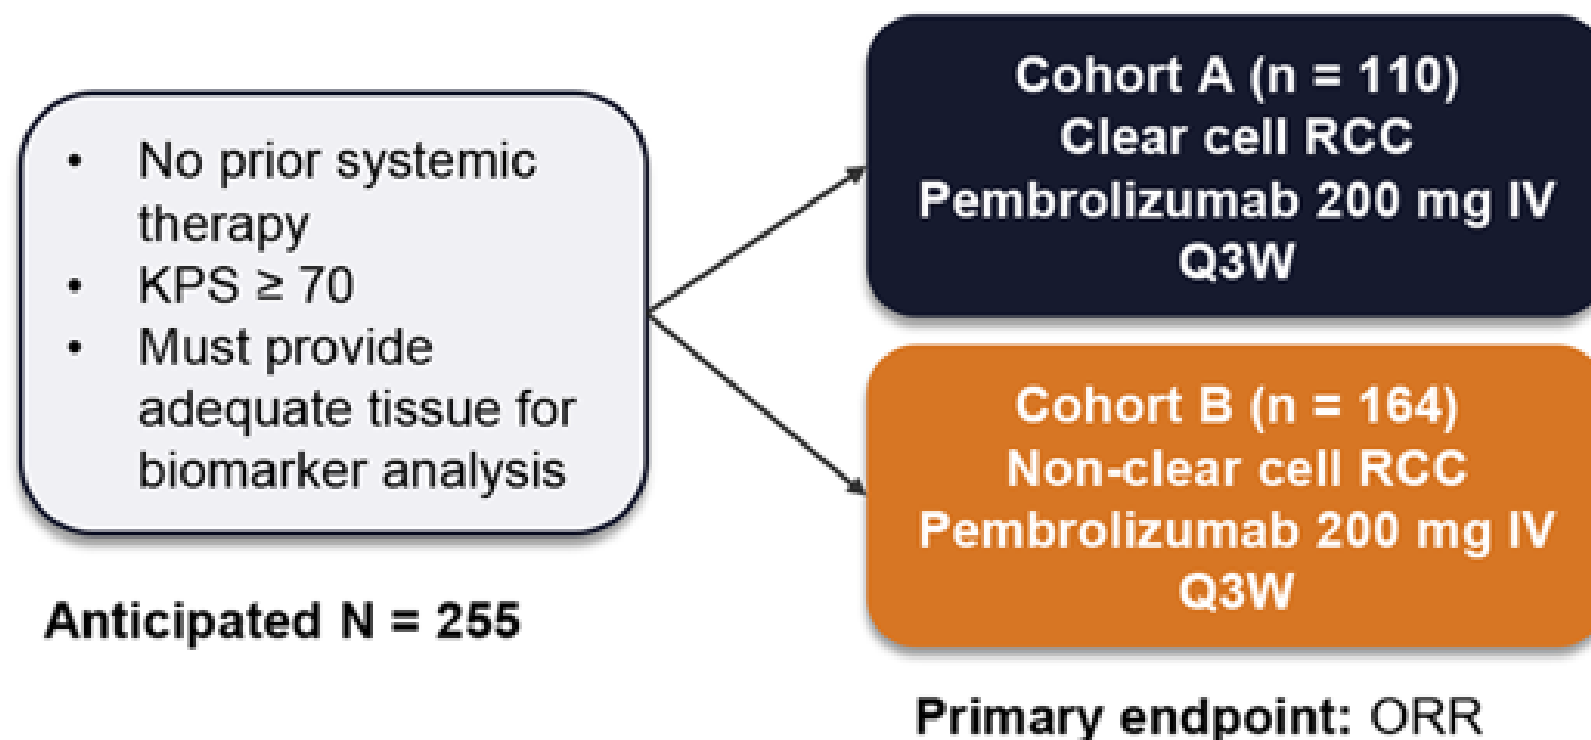 • No prior systemic
therapy
• KPS ≥ 70
• Must provide
adequate tissue for
biomarker analysis
Anticipated N = 255
Cohort A (n = 110)
Clear cell RCC
Pembrolizumab 200 mg IV
Q3W
Cohort B (n = 164)
Non-clear cell RCC
Pembrolizumab 200 mg IV
Q3W
Primary endpoint: ORR